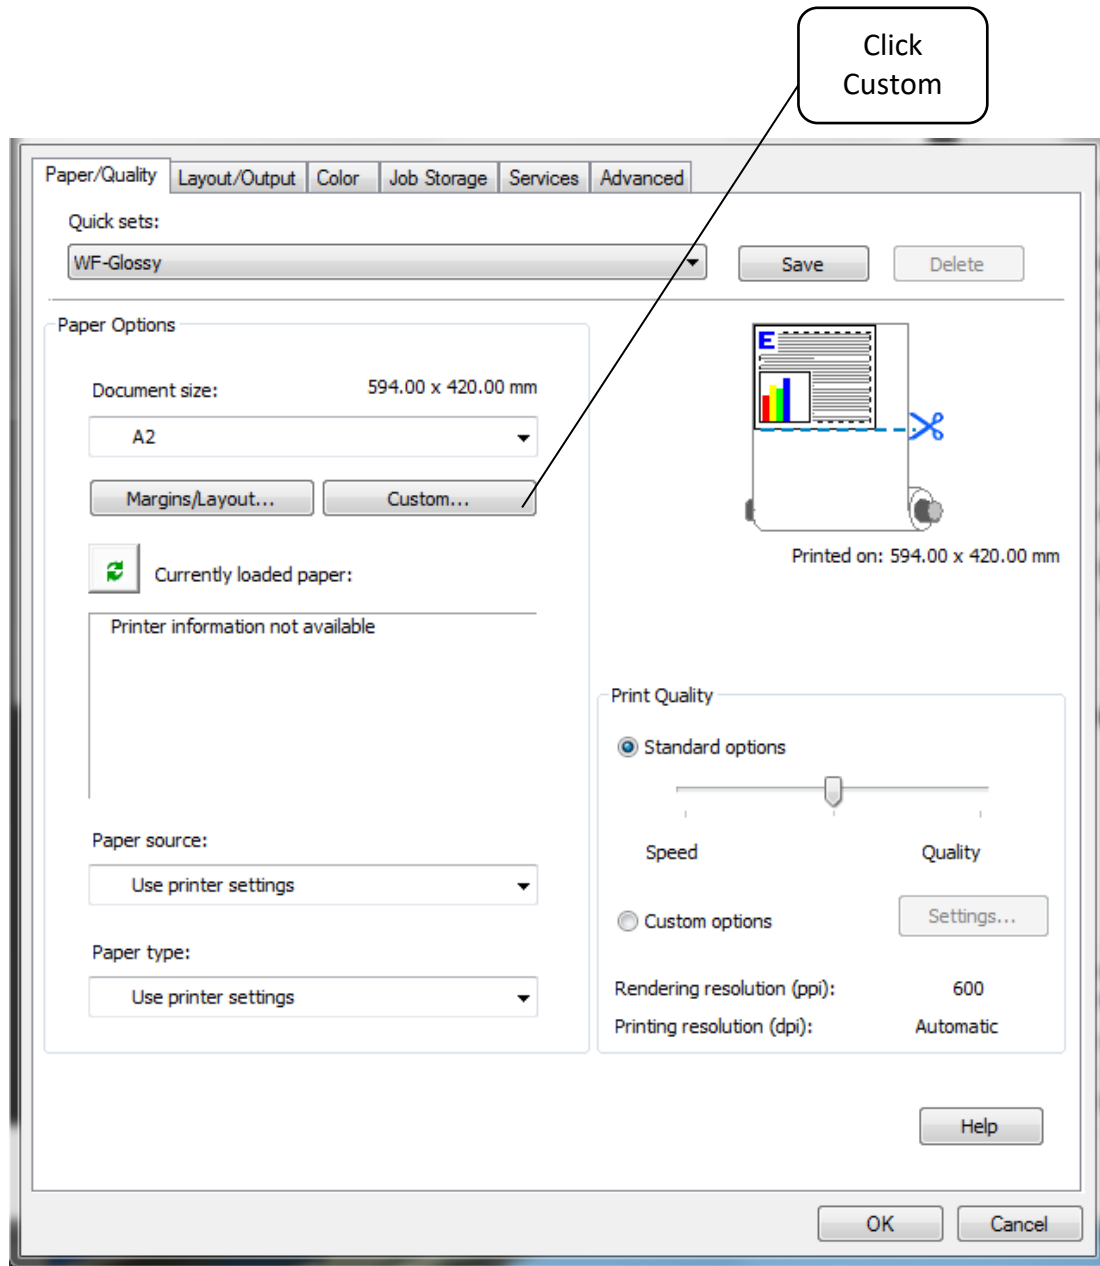 Click
Custom
Paper/Quality Layout/Output Color Job Storage Services Advanced
Quick sets:
WF-Glossy Save Delete
Paper Options
E
Document size: 594.00 x 420.00 mm
A2
Margins/Layout... Custom...
Printed on: 594.00 x 420.00 mm
Currently loaded paper:
Printer information not available
Print Quality
Standard options
Speed Quality
Paper source:
Use printer settings
Custom options Settings...
Paper type:
Use printer settings
Rendering resolution (ppi): 600
Printing resolution (dpi): Automatic
Help
OK Cancel